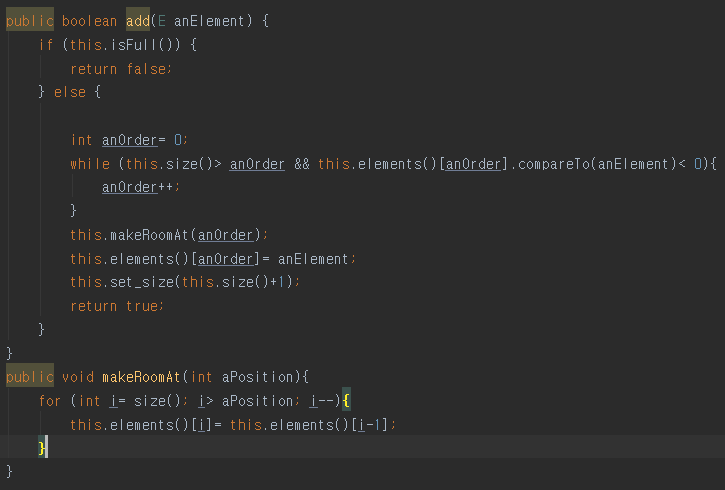 public boolean add(E anElement) {
    if (this.isFull()) {
        return false;
    } else {
        int anOrder= 0;
        while (this.size()> anOrder && this.elements()[anOrder].compareTo(anElement)< 0){
            anOrder++;
        }
        this.makeRoomAt(anOrder);
        this.elements()[anOrder]= anElement;
        this.set_size(this.size()+1);
        return true;
    }
}
public void makeRoomAt(int aPosition){
    for (int i= size(); i> aPosition; i--){
        this.elements()[i]= this.elements()[i-1];
    }
}